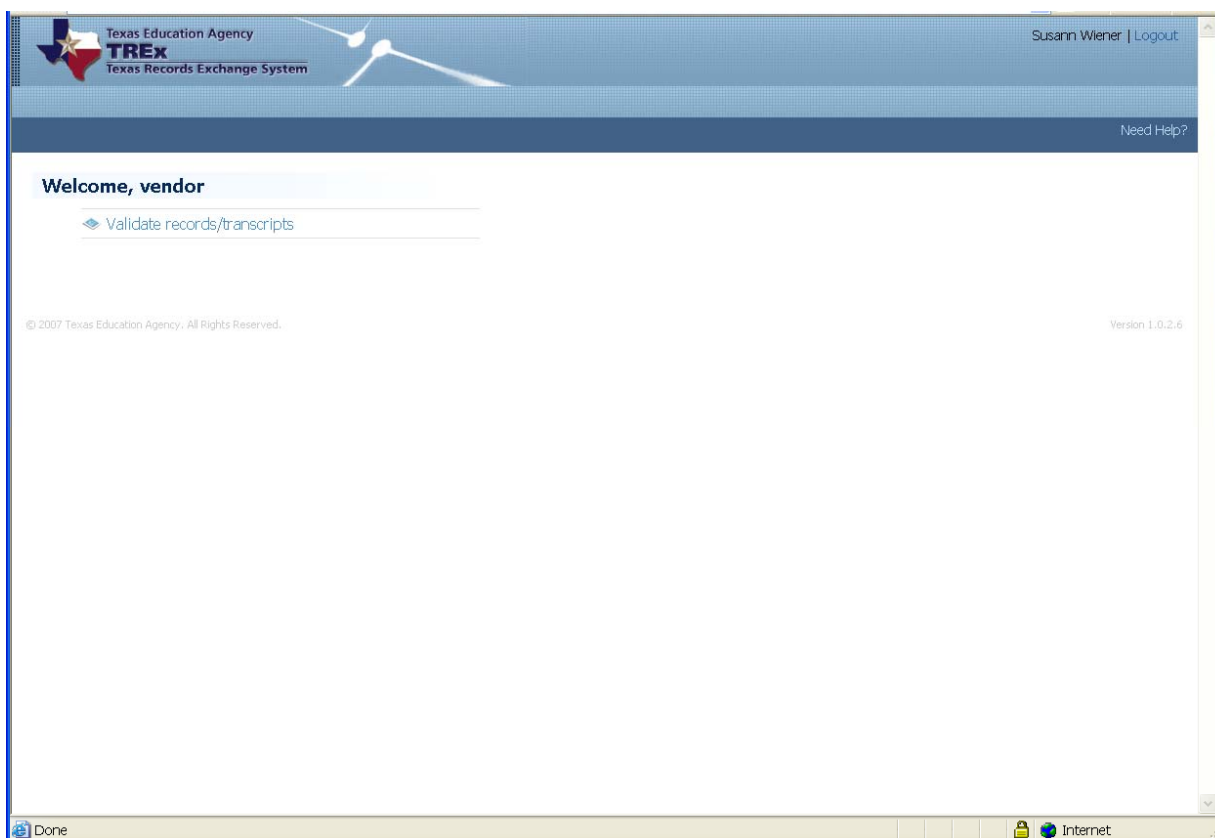 Texas Education Agency
TREx
Texas Records Exchange System
Susann Wiener | Logout
Need Help?
Welcome, vendor
Validate records/transcripts
© 2007 Texas Education Agency. All Rights Reserved.
Version 1.0.2.6
Done
Internet